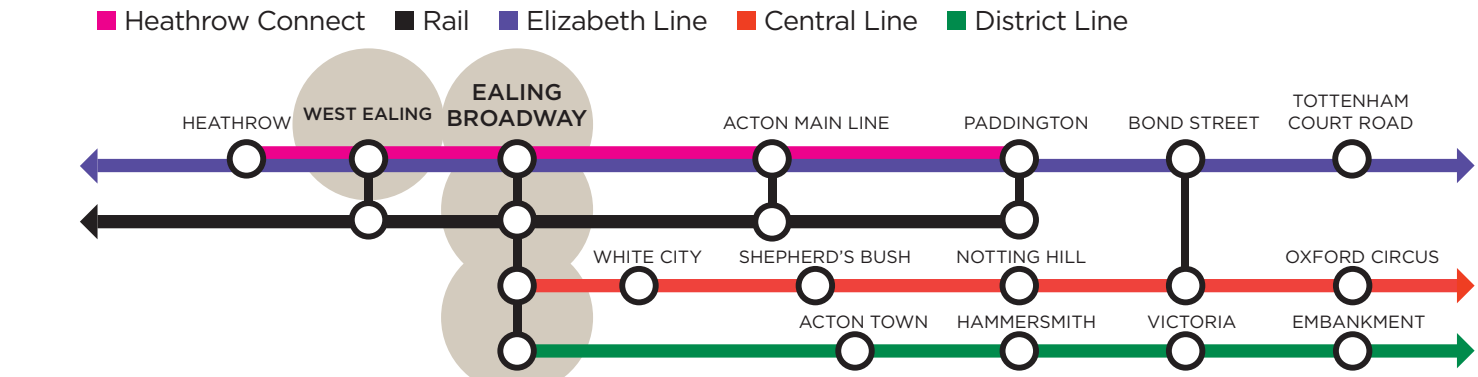 Heathrow Connect Rail Elizabeth Line Central Line District Line
HEATHROW
WEST EALING
EALING
BROADWAY
ACTON MAIN LINE
PADDINGTON
BOND STREET
TOTTENHAM
COURT ROAD
WHITE CITY
SHEPHERD'S BUSH
NOTTING HILL
OXFORD CIRCUS
ACTON TOWN
HAMMERSMITH
VICTORIA
EMBANKMENT